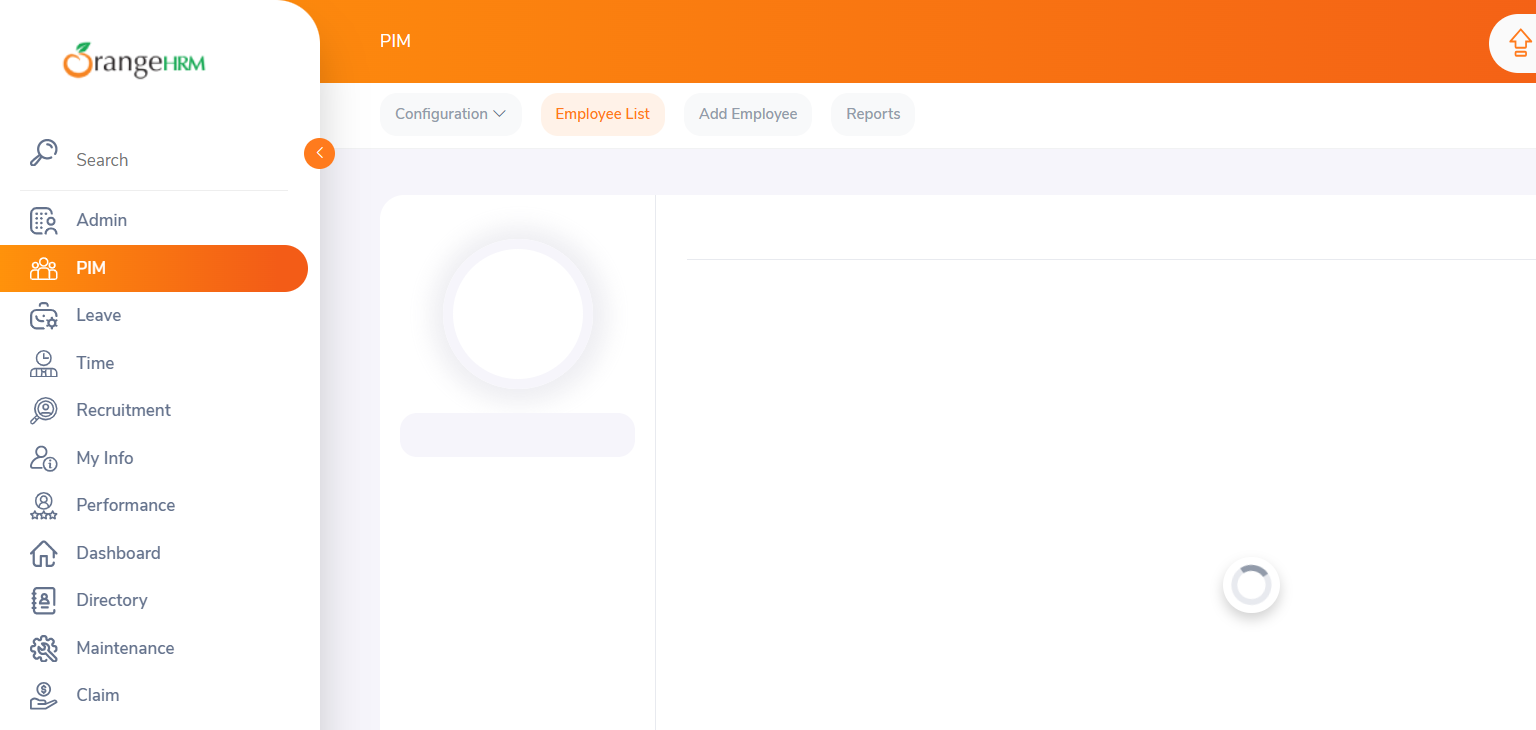 OrangeHRM
PIM
Configuration
Employee List
Add Employee
Reports
Search
Admin
PIM
Leave
Time
Recruitment
My Info
Performance
Dashboard
Directory
Maintenance
Claim